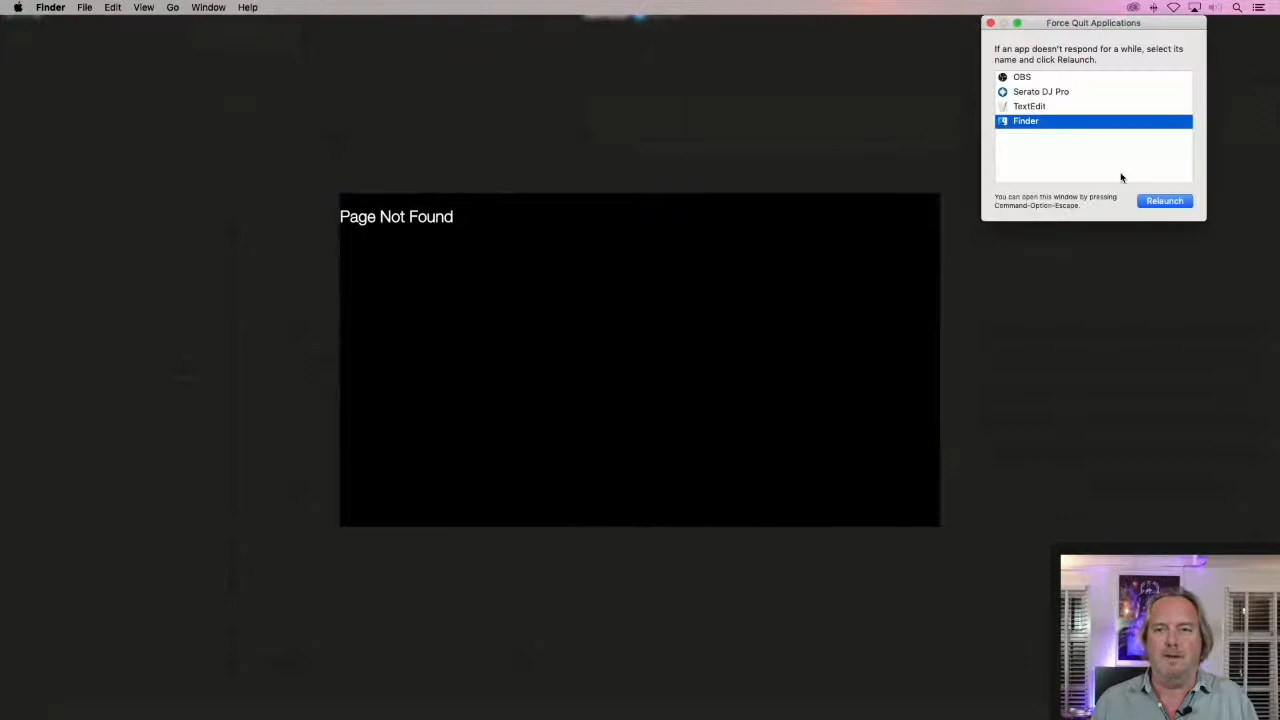 Finder File Edit View Go Window Help
Force Quit Applications
If an app doesn't respond for a while, select its
name and click Relaunch.
OBS
Serato DJ Pro
TextEdit
Finder
You can open this window by pressing
Command-Option-Escape.
Relaunch
Page Not Found